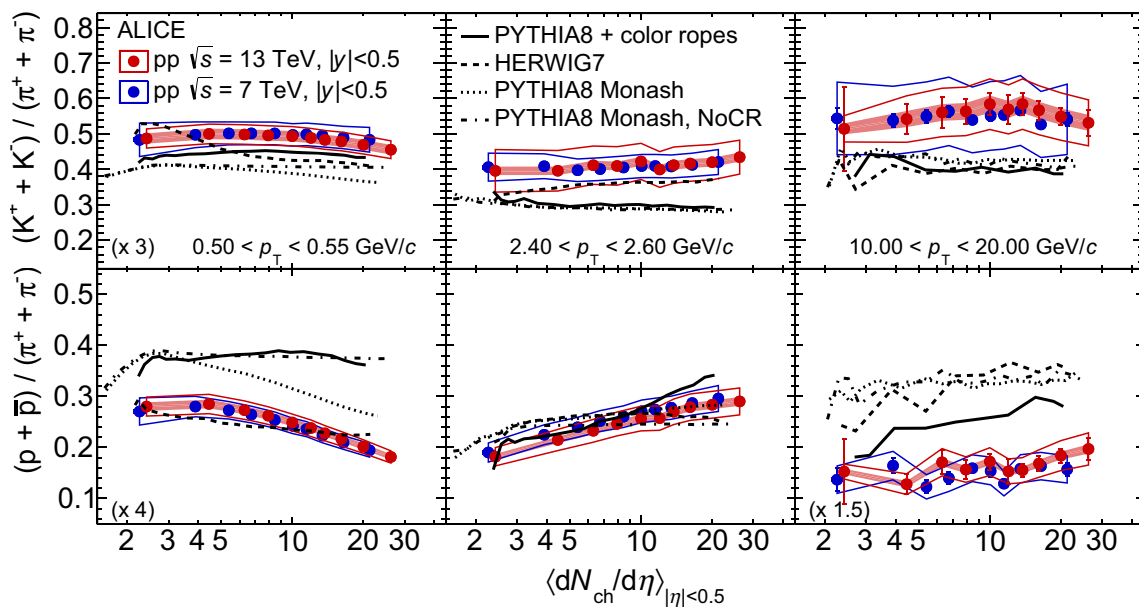 ALICE
pp √s = 13 TeV, |y|<0.5
pp √s = 7 TeV, |y|<0.5
PYTHIA8 + color ropes
HERWIG7
PYTHIA8 Monash
PYTHIA8 Monash, NoCR
(K⁺ + K⁻) / (π⁺ + π⁻)
0.8
0.7
0.6
0.5
0.4
0.3
0.2
(x 3)
0.50 < p_T < 0.55 GeV/c
2.40 < p_T < 2.60 GeV/c
10.00 < p_T < 20.00 GeV/c
(p + p̅) / (π⁺ + π⁻)
0.5
0.4
0.3
0.2
0.1
(x 4)
(x 1.5)
2 3 4 5 10 20 30
2 3 4 5 10 20 30
2 3 4 5 10 20 30
⟨dN_ch/dη⟩_|η|<0.5